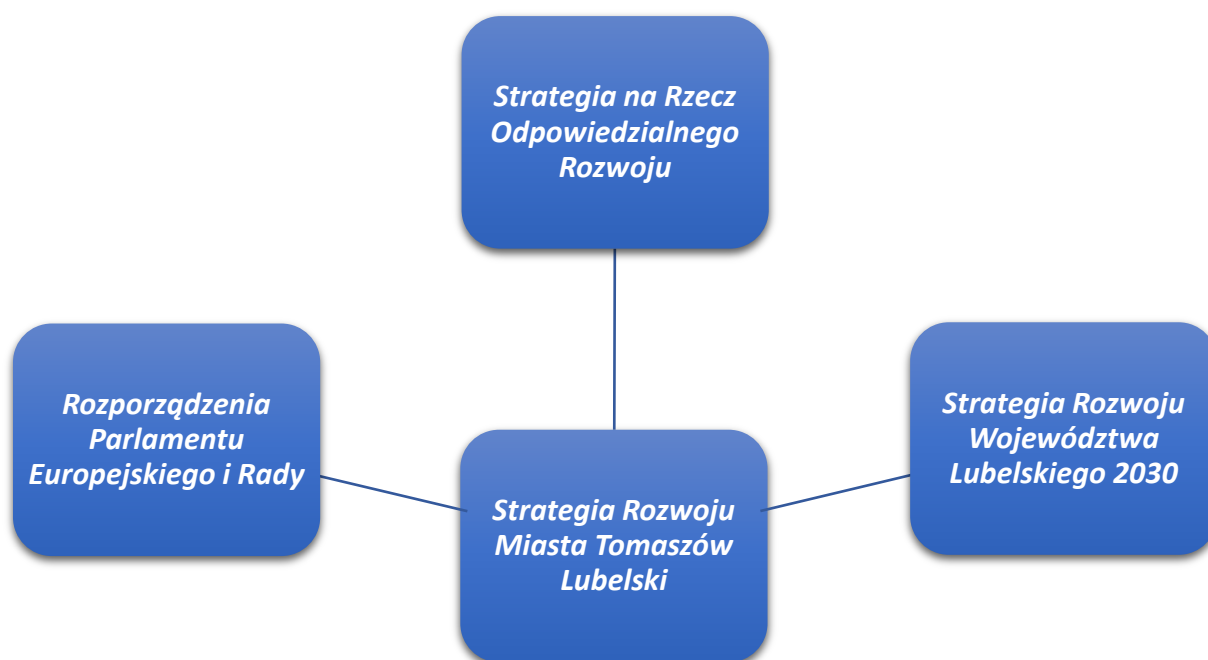 Strategia na Rzecz
Odpowiedzialnego
Rozwoju
Rozporządzenia
Parlamentu
Europejskiego i Rady
Strategia Rozwoju
Miasta Tomaszów
Lubelski
Strategia Rozwoju
Województwa
Lubelskiego 2030